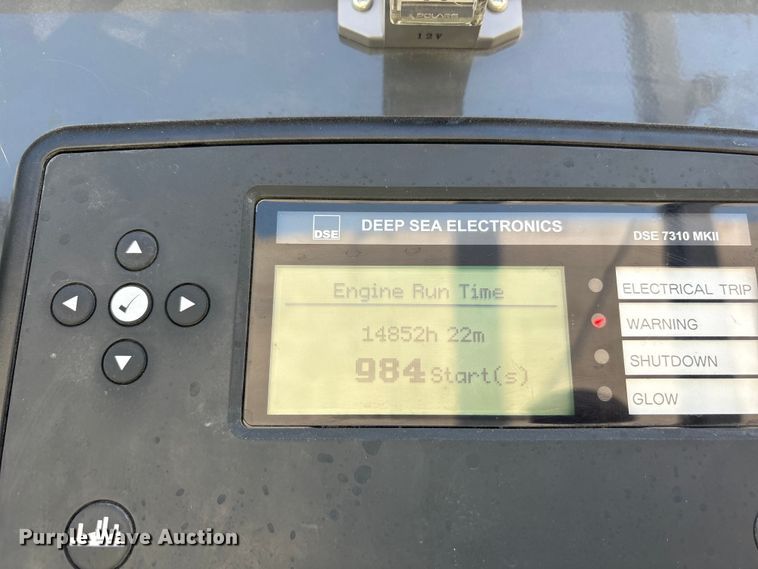 POLARIS
12V
DSE
DEEP SEA ELECTRONICS
DSE 7310 MKII
Engine Run Time
14852h 22m
984 Start(s)
ELECTRICAL TRIP
WARNING
SHUTDOWN
GLOW
Purple Wave Auction